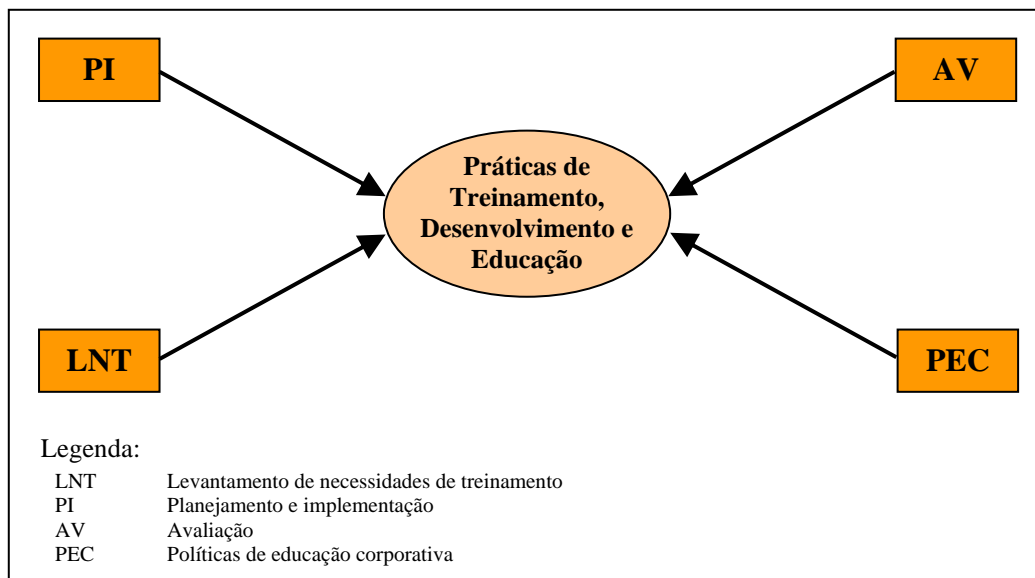 PI
AV
Práticas de
Treinamento,
Desenvolvimento e
Educação
LNT
PEC
Legenda:
LNT Levantamento de necessidades de treinamento
PI Planejamento e implementação
AV Avaliação
PEC Políticas de educação corporativa